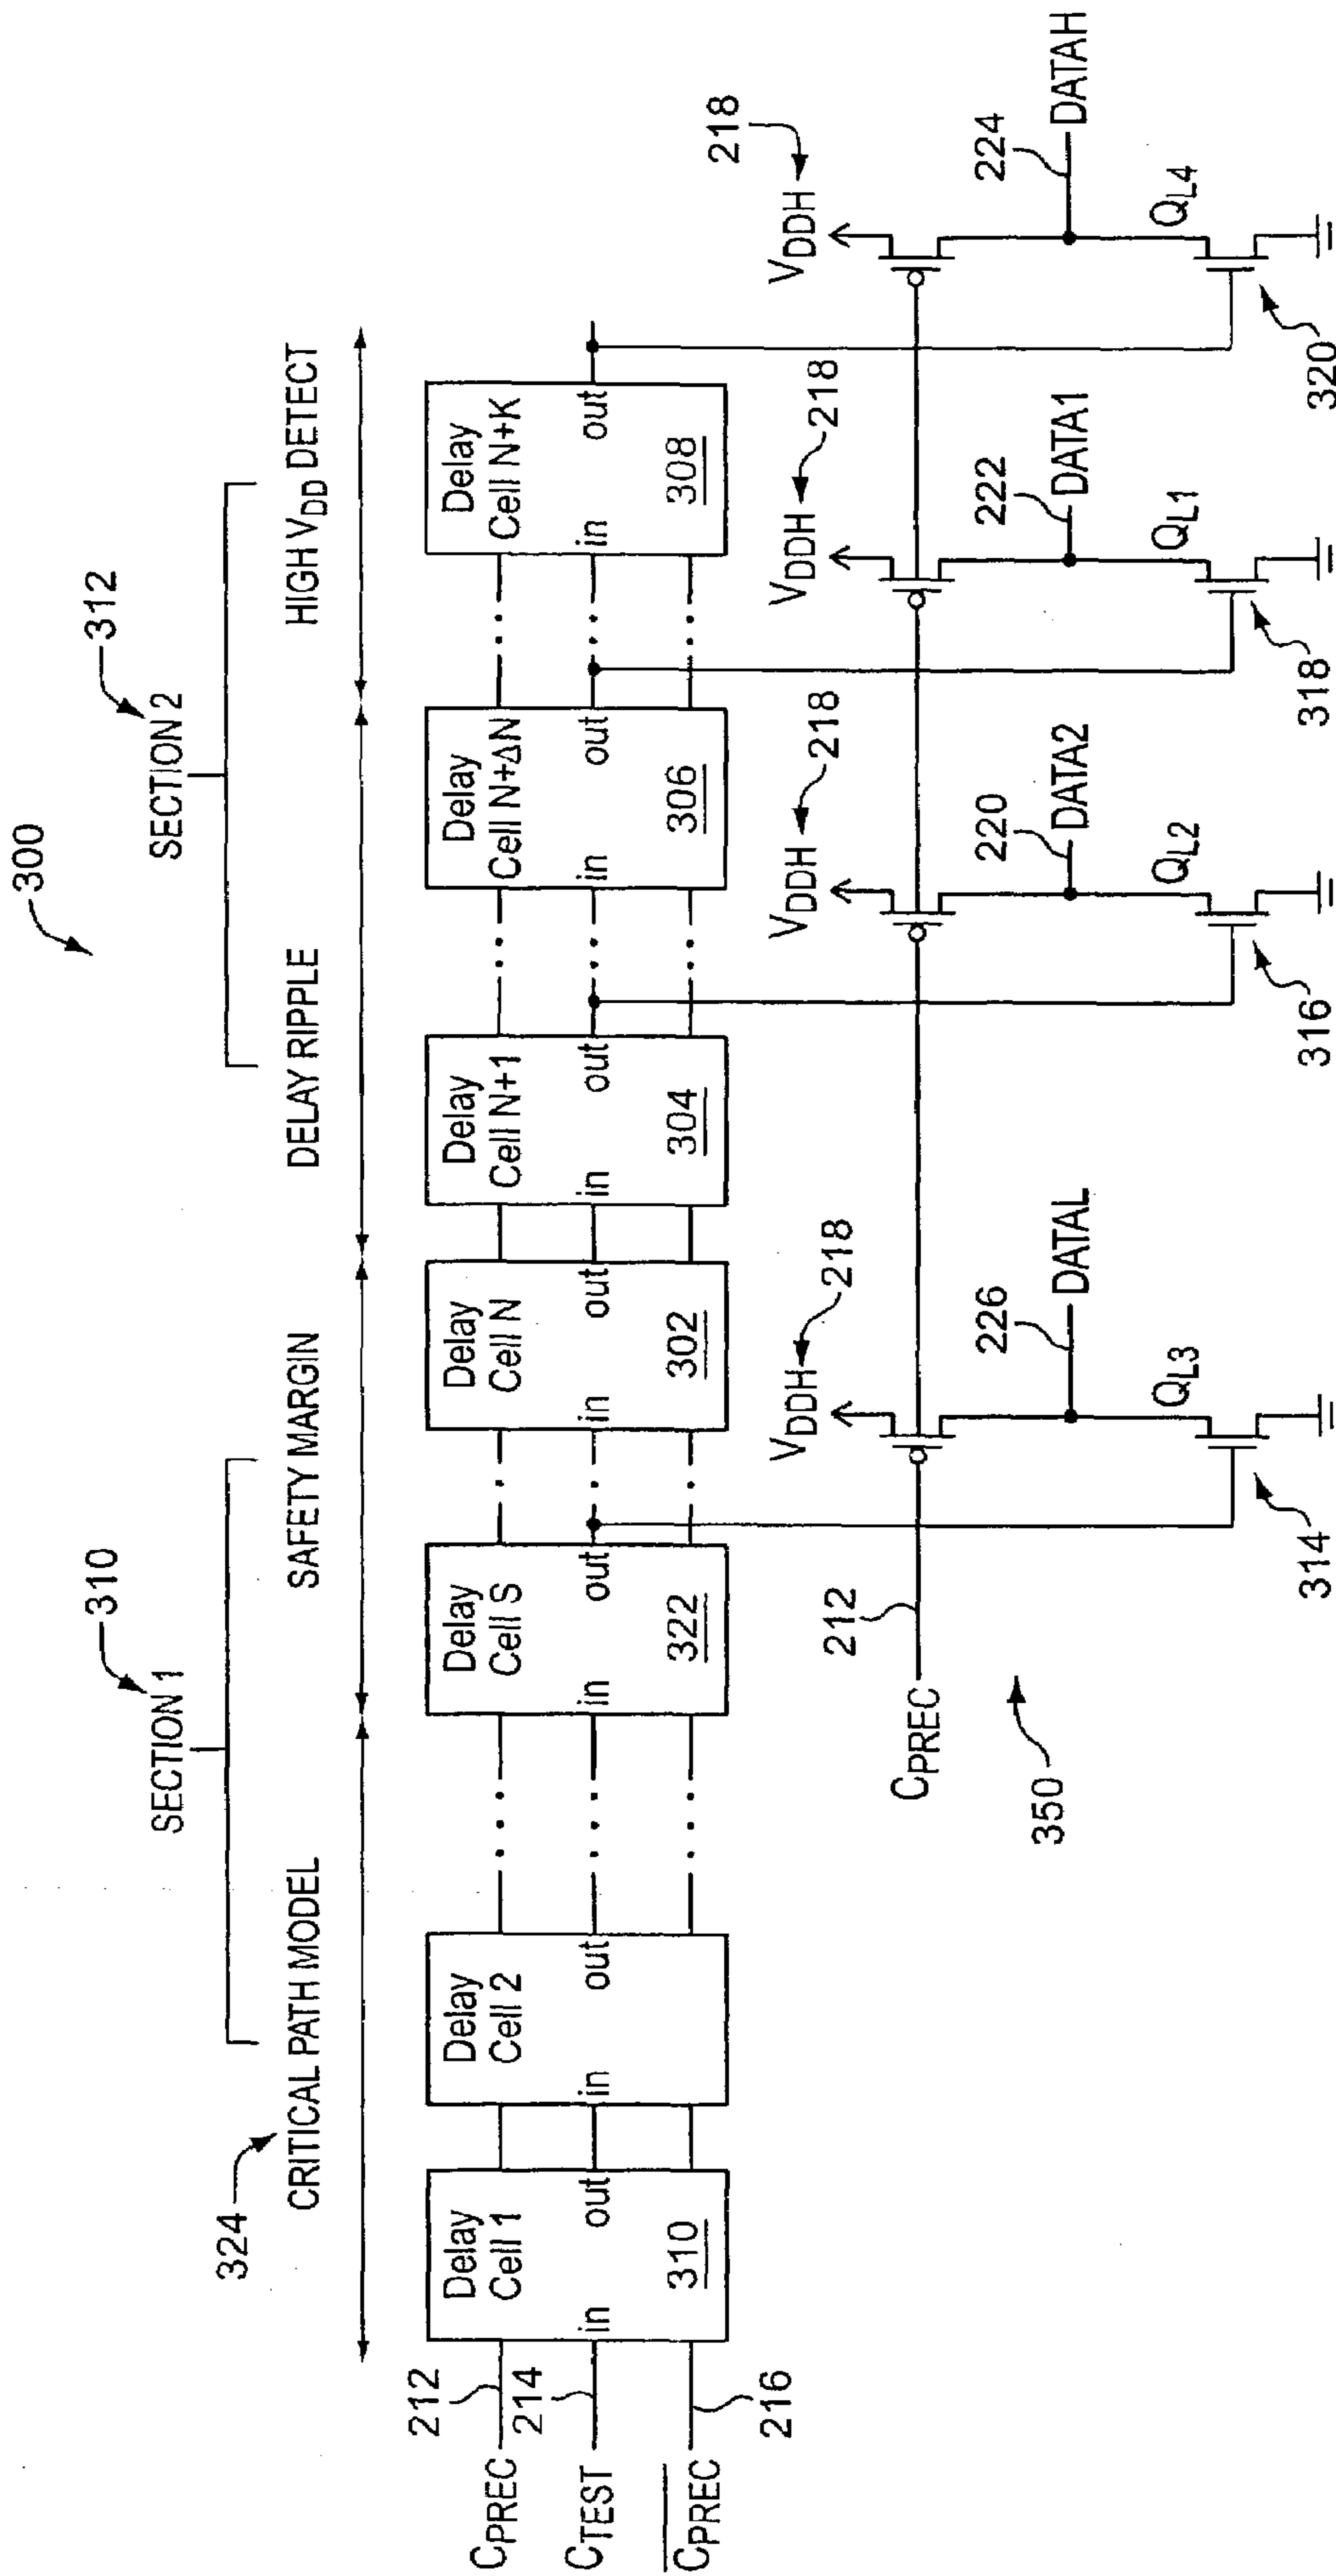 300
SECTION 1
310
SECTION 2
312
324
CRITICAL PATH MODEL
SAFETY MARGIN
DELAY RIPPLE
HIGH VDD DETECT
CPREC
212
CTEST
214
CPREC
216
Delay
Cell 1
in
out
310
Delay
Cell 2
in
out
Delay
Cell S
in
out
322
Delay
Cell N
in
out
302
Delay
Cell N+1
in
out
304
Delay
Cell N+ΔN
in
out
306
Delay
Cell N+K
in
out
308
VDDH
218
VDDH
218
VDDH
218
VDDH
218
CPREC
212
350
226
DATAL
QL3
314
220
DATA2
QL2
316
222
DATA1
QL1
318
224
DATAH
QL4
320